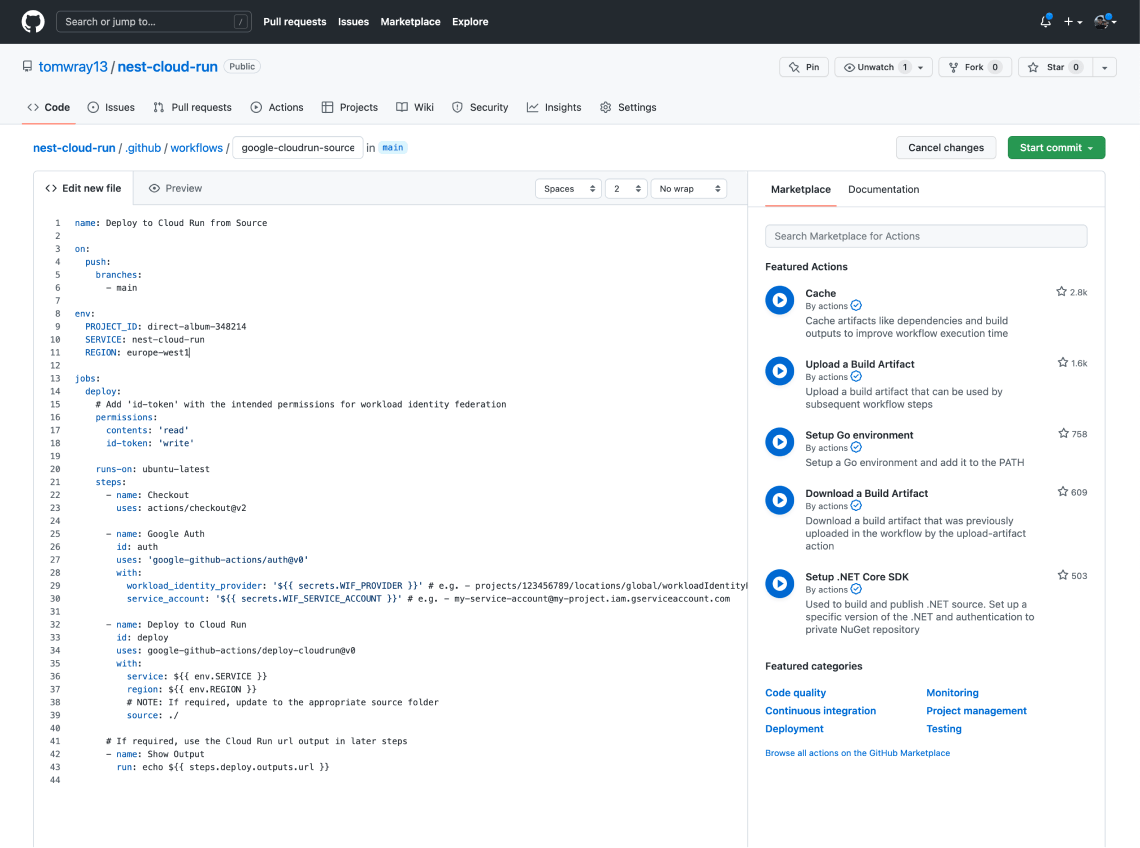 Search or jump to... /
Pull requests Issues Marketplace Explore
tomwray13 / nest-cloud-run Public
Pin Unwatch 1 Fork 0 Star 0
Code Issues Pull requests Actions Projects Wiki Security Insights Settings
nest-cloud-run / .github / workflows / google-cloudrun-source in main
Cancel changes Start commit
Edit new file Preview
Spaces 2 No wrap
1 name: Deploy to Cloud Run from Source
2
3 on:
4 push:
5 branches:
6 - main
7
8 env:
9 PROJECT_ID: direct-album-348214
10 SERVICE: nest-cloud-run
11 REGION: europe-west1
12
13 jobs:
14 deploy:
15 # Add 'id-token' with the intended permissions for workload identity federation
16 permissions:
17 contents: 'read'
18 id-token: 'write'
19
20 runs-on: ubuntu-latest
21 steps:
22 - name: Checkout
23 uses: actions/checkout@v2
24
25 - name: Google Auth
26 id: auth
27 uses: 'google-github-actions/auth@v0'
28 with:
29 workload_identity_provider: '${{ secrets.WIF_PROVIDER }}' # e.g. - projects/123456789/locations/global/workloadIdentity
30 service_account: '${{ secrets.WIF_SERVICE_ACCOUNT }}' # e.g. - my-service-account@my-project.iam.gserviceaccount.com
31
32 - name: Deploy to Cloud Run
33 id: deploy
34 uses: google-github-actions/deploy-cloudrun@v0
35 with:
36 service: ${{ env.SERVICE }}
37 region: ${{ env.REGION }}
38 # NOTE: If required, update to the appropriate source folder
39 source: ./
40
41 # If required, use the Cloud Run url output in later steps
42 - name: Show Output
43 run: echo ${{ steps.deploy.outputs.url }}
44
Marketplace Documentation
Search Marketplace for Actions
Featured Actions
Cache 2.8k
By actions
Cache artifacts like dependencies and build
outputs to improve workflow execution time
Upload a Build Artifact 1.6k
By actions
Upload a build artifact that can be used by
subsequent workflow steps
Setup Go environment 758
By actions
Setup a Go environment and add it to the PATH
Download a Build Artifact 609
By actions
Download a build artifact that was previously
uploaded in the workflow by the upload-artifact
action
Setup .NET Core SDK 503
By actions
Used to build and publish .NET source. Set up a
specific version of the .NET and authentication to
private NuGet repository
Featured categories
Code quality Monitoring
Continuous integration Project management
Deployment Testing
Browse all actions on the GitHub Marketplace